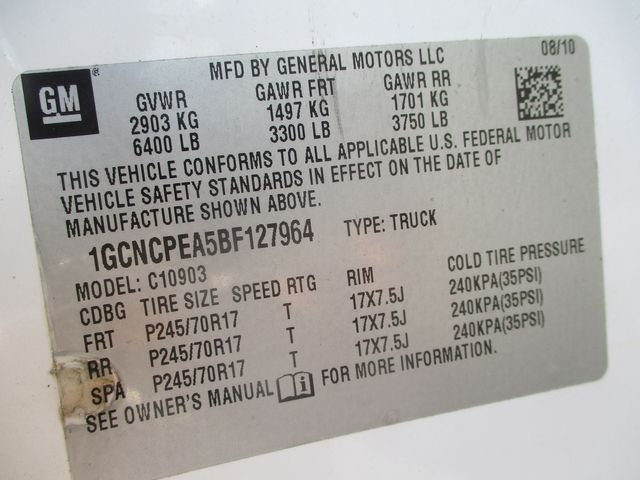 GM ® MFD BY GENERAL MOTORS LLC 08/10
GVWR GAWR FRT GAWR RR
2903 KG 1497 KG 1701 KG
6400 LB 3300 LB 3750 LB
THIS VEHICLE CONFORMS TO ALL APPLICABLE U.S. FEDERAL MOTOR
VEHICLE SAFETY STANDARDS IN EFFECT ON THE DATE OF
MANUFACTURE SHOWN ABOVE.
1GCNCPEA5BF127964 TYPE: TRUCK
MODEL: C10903
CDBG TIRE SIZE SPEED RTG RIM COLD TIRE PRESSURE
FRT P245/70R17 T 17X7.5J 240KPA(35PSI)
RR P245/70R17 T 17X7.5J 240KPA(35PSI)
SPA P245/70R17 T 17X7.5J 240KPA(35PSI)
SEE OWNER'S MANUAL FOR MORE INFORMATION.